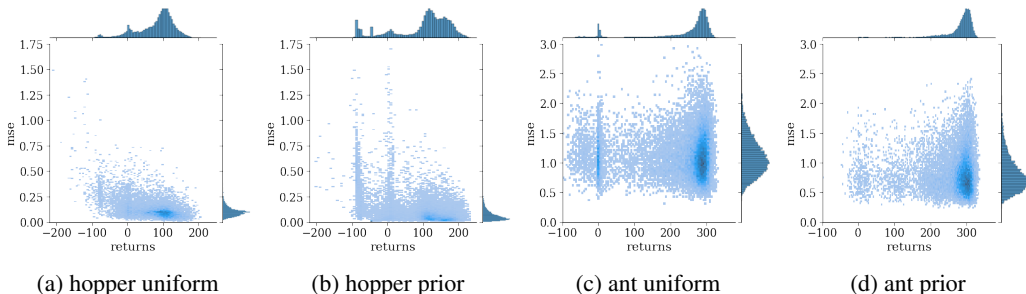 1.75
1.50
1.25
1.00
0.75
0.50
0.25
0.00
mse
−200 −100 0 100 200
returns
(a) hopper uniform
1.75
1.50
1.25
1.00
0.75
0.50
0.25
0.00
mse
−200 −100 0 100 200
returns
(b) hopper prior
3.0
2.5
2.0
1.5
1.0
0.5
0.0
mse
−100 0 100 200 300
returns
(c) ant uniform
3.0
2.5
2.0
1.5
1.0
0.5
0.0
mse
−100 0 100 200 300
returns
(d) ant prior